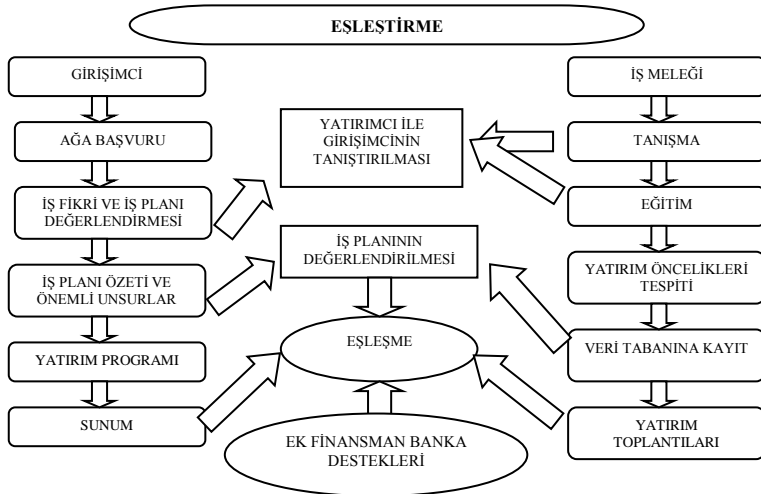 EŞLEŞTİRME
GİRİŞİMCİ
AĞA BAŞVURU
İŞ FİKRİ VE İŞ PLANI
DEĞERLENDİRMESİ
İŞ PLANI ÖZETİ VE
ÖNEMLİ UNSURLAR
YATIRIM PROGRAMI
SUNUM
YATIRIMCI İLE
GİRİŞİMCİNİN
TANIŞTIRILMASI
İŞ PLANININ
DEĞERLENDİRİLMESİ
EŞLEŞME
EK FİNANSMAN BANKA
DESTEKLERİ
İŞ MELEĞİ
TANIŞMA
EĞİTİM
YATIRIM ÖNCELİKLERİ
TESPİTİ
VERİ TABANINA KAYIT
YATIRIM
TOPLANTILARI